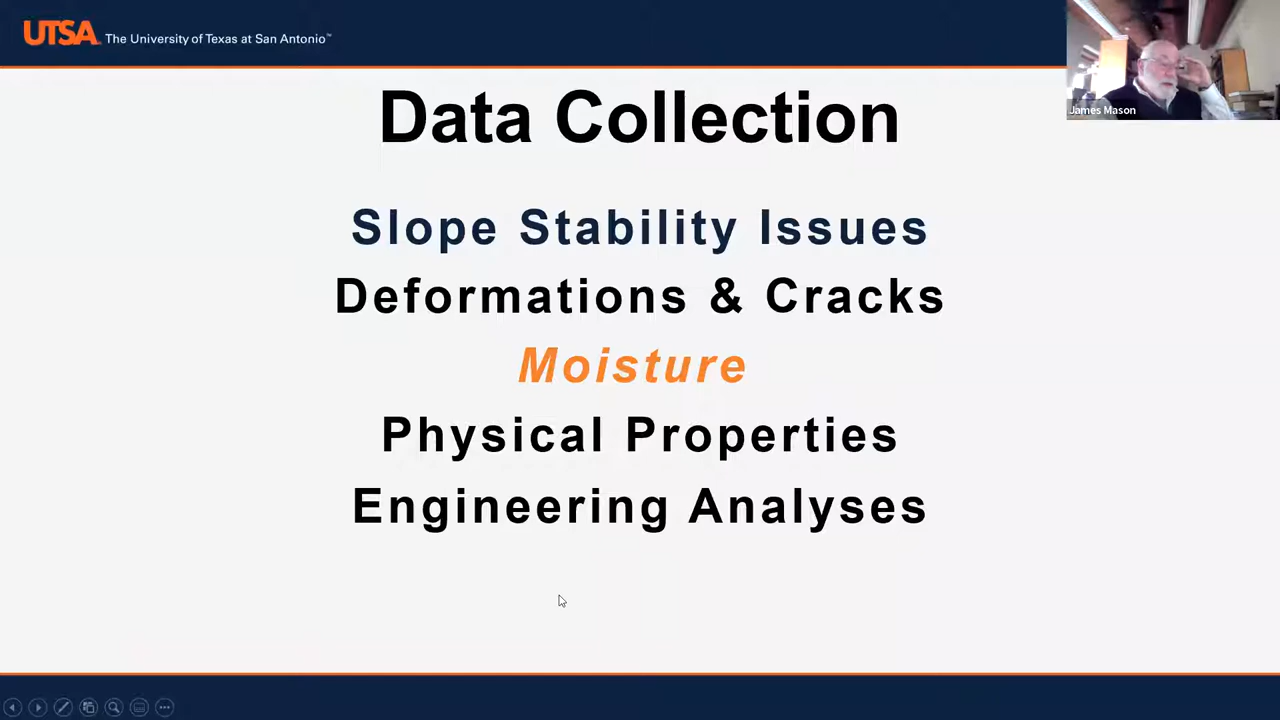 UTSA The University of Texas at San Antonio™
James Mason
Data Collection
Slope Stability Issues
Deformations & Cracks
Moisture
Physical Properties
Engineering Analyses